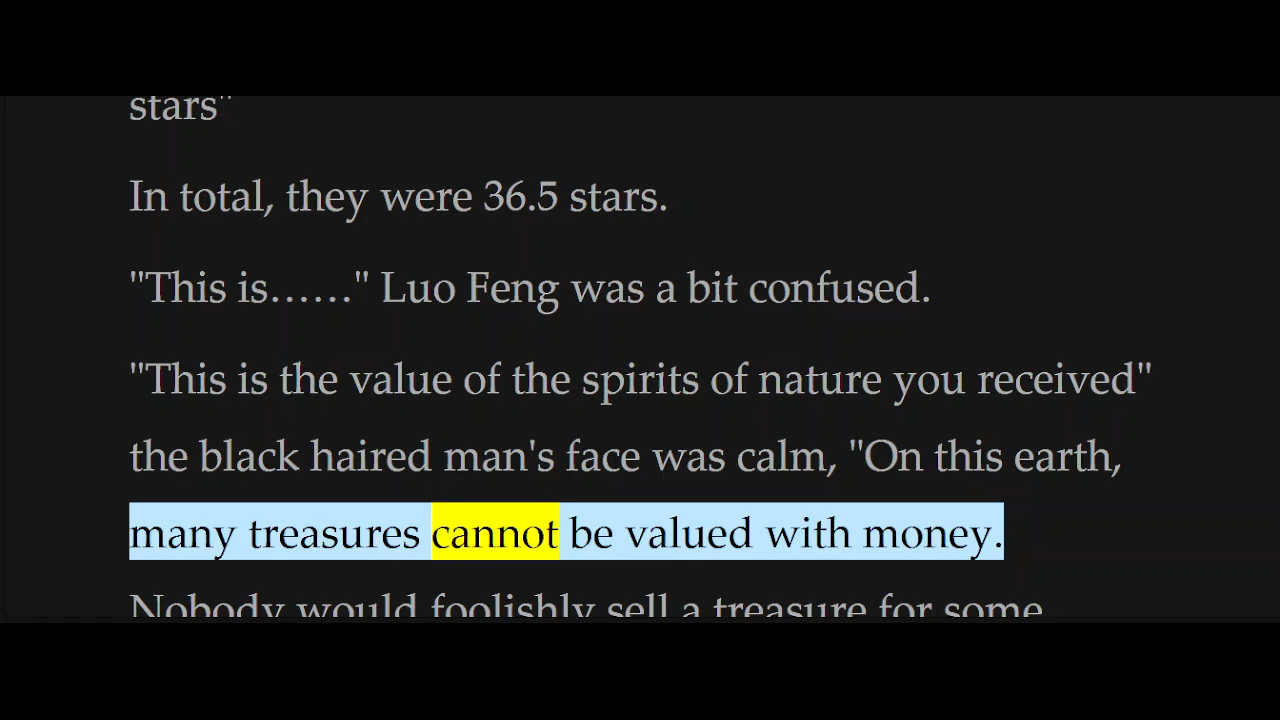 stars"
In total, they were 36.5 stars.
"This is……" Luo Feng was a bit confused.
"This is the value of the spirits of nature you received"
the black haired man's face was calm, "On this earth,
many treasures cannot be valued with money.
Nobody would foolishly sell a treasure for some